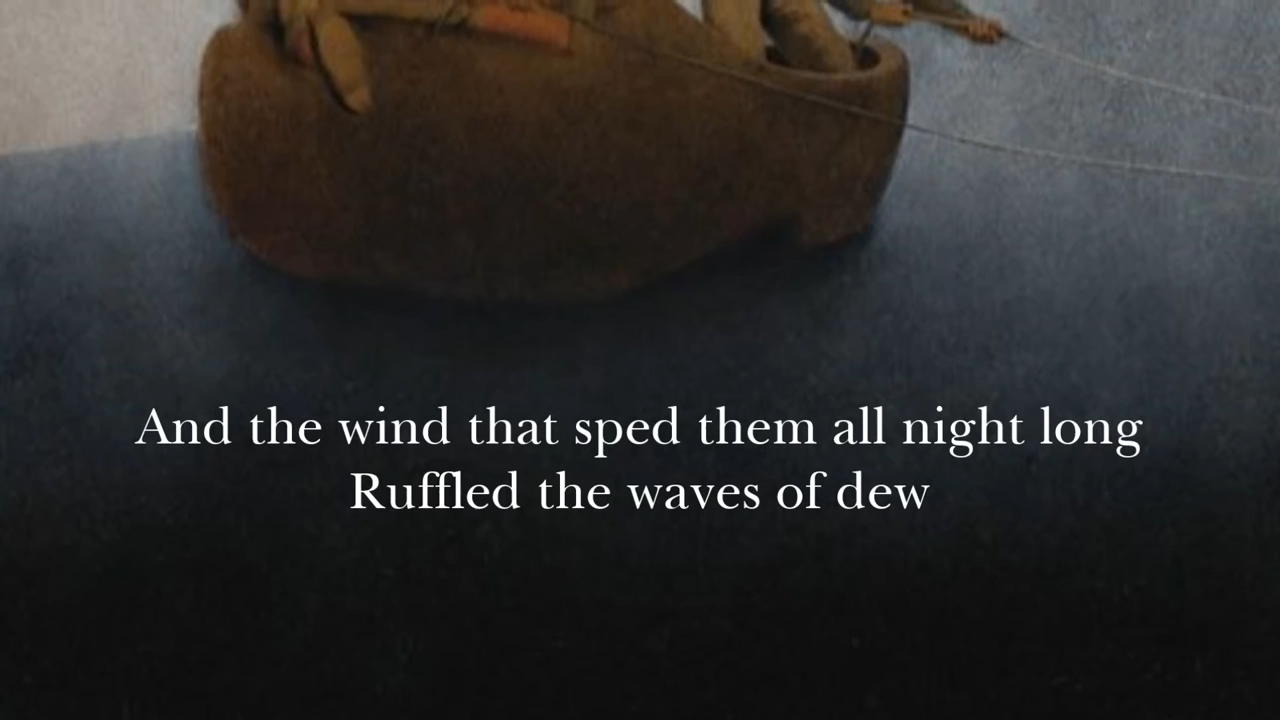 And the wind that sped them all night long
Ruffled the waves of dew